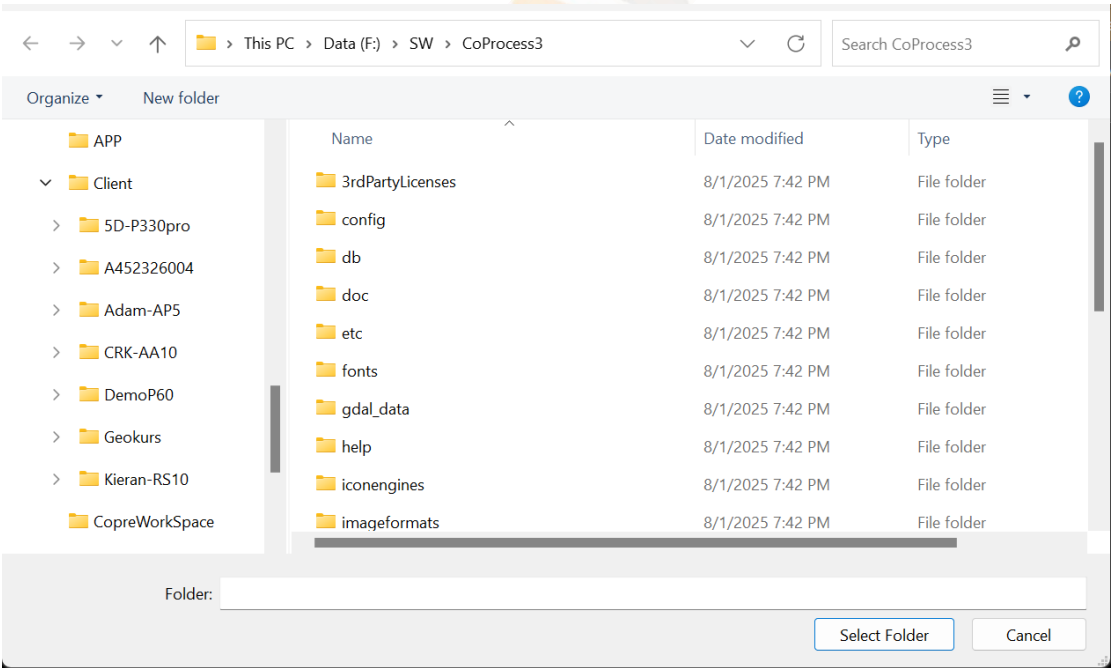 This PC > Data (F:) > SW > CoProcess3
Search CoProcess3
Organize
New folder
?
APP
Client
5D-P330pro
A452326004
Adam-AP5
CRK-AA10
DemoP60
Geokurs
Kieran-RS10
CopreWorkSpace
Name Date modified Type
3rdPartyLicenses 8/1/2025 7:42 PM File folder
config 8/1/2025 7:42 PM File folder
db 8/1/2025 7:42 PM File folder
doc 8/1/2025 7:42 PM File folder
etc 8/1/2025 7:42 PM File folder
fonts 8/1/2025 7:42 PM File folder
gdal_data 8/1/2025 7:42 PM File folder
help 8/1/2025 7:42 PM File folder
iconengines 8/1/2025 7:42 PM File folder
imageformats 8/1/2025 7:42 PM File folder
Folder:
Select Folder
Cancel